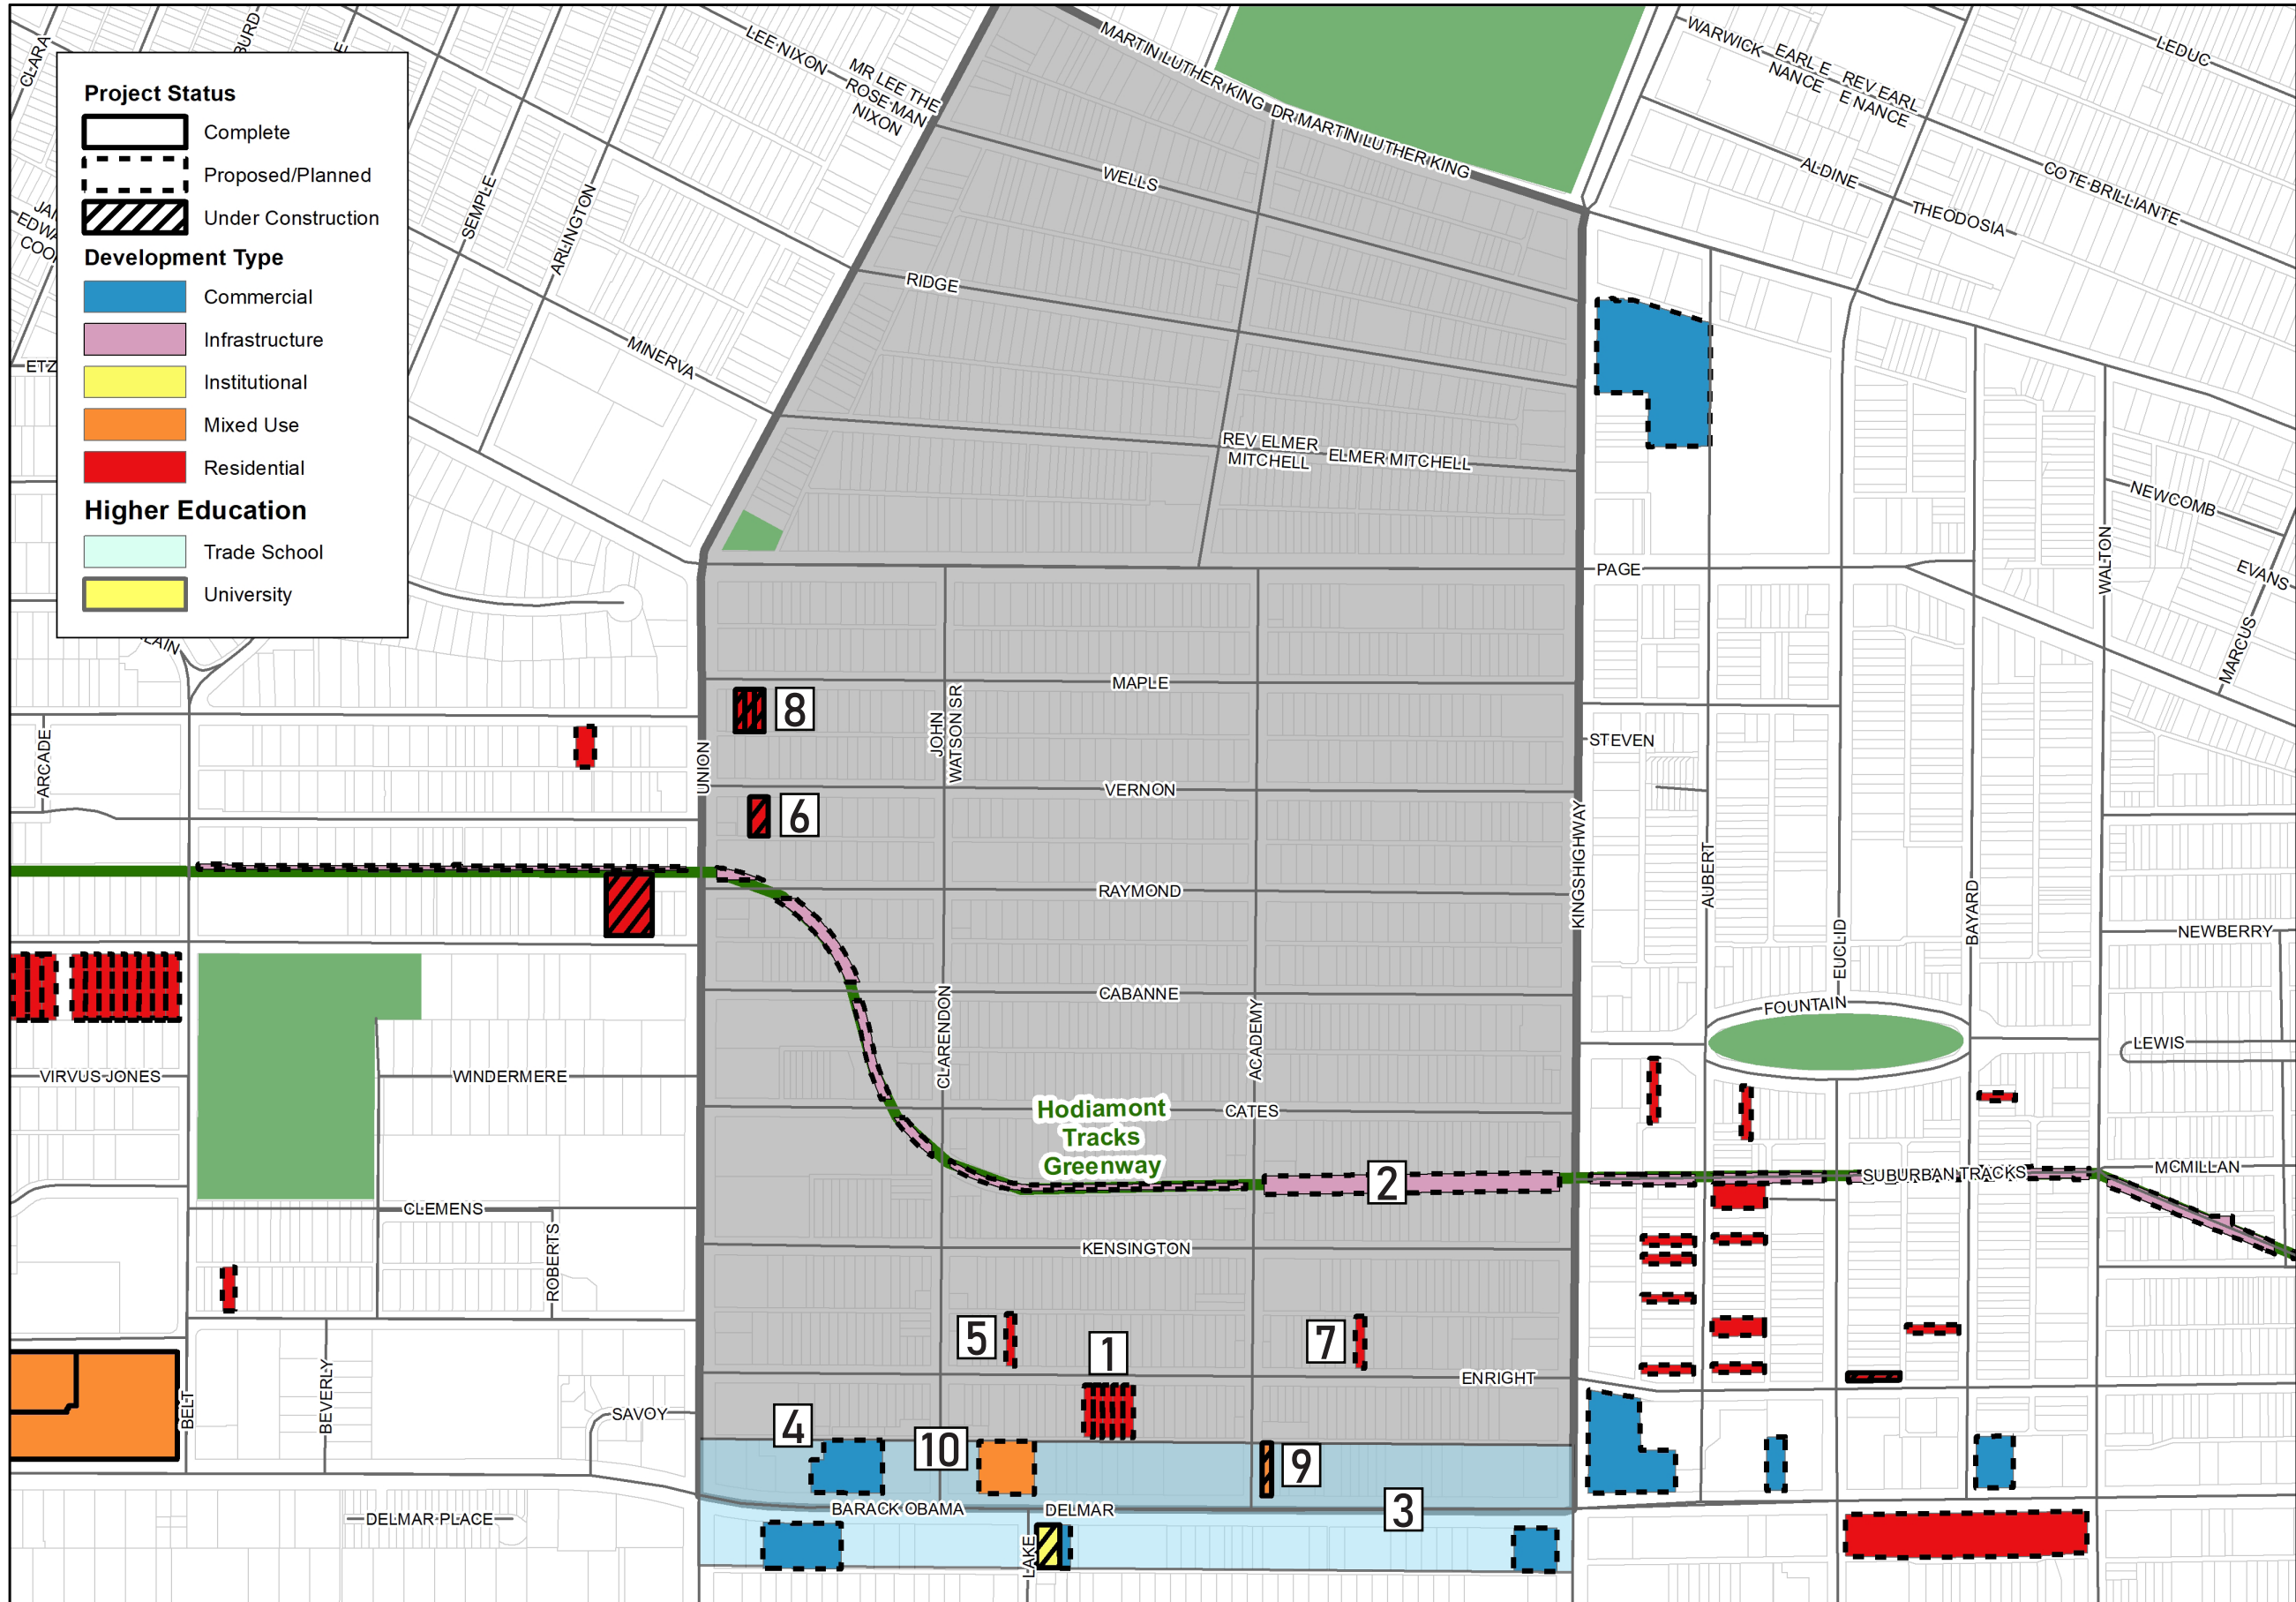 Project Status
Complete
Proposed/Planned
Under Construction
Development Type
Commercial
Infrastructure
Institutional
Mixed Use
Residential
Higher Education
Trade School
University
CLARA
LEE NIXON
MR LEE THE
ROSE MAN
NIXON
MARTIN LUTHER KING
DR MARTIN LUTHER KING
WARWICK
EARL E
NANCE
REV EARL
E NANCE
LEDUC
ALDINE
COTE BRILLIANTE
THEODOSIA
SEMPLE
ARLINGTON
WELLS
RIDGE
MINERVA
REV ELMER
MITCHELL
ELMER MITCHELL
NEWCOMB
EVANS
MARCUS
WALTON
PAGE
MAPLE
STEVEN
ARCADE
UNION
JOHN
WATSON SR
8
VERNON
6
KINGSHIGHWAY
AUBERT
EUCLID
BAYARD
RAYMOND
NEWBERRY
CABANNE
CLARENDON
ACADEMY
FOUNTAIN
LEWIS
VIRVUS JONES
WINDERMERE
Hodiamont
Tracks
Greenway
CATES
2
SUBURBAN TRACKS
MCMILLAN
CLEMENS
ROBERTS
KENSINGTON
5
1
7
ENRIGHT
BELT
BEVERLY
SAVOY
4
10
9
BARACK OBAMA
DELMAR
3
DELMAR PLACE
LAKE